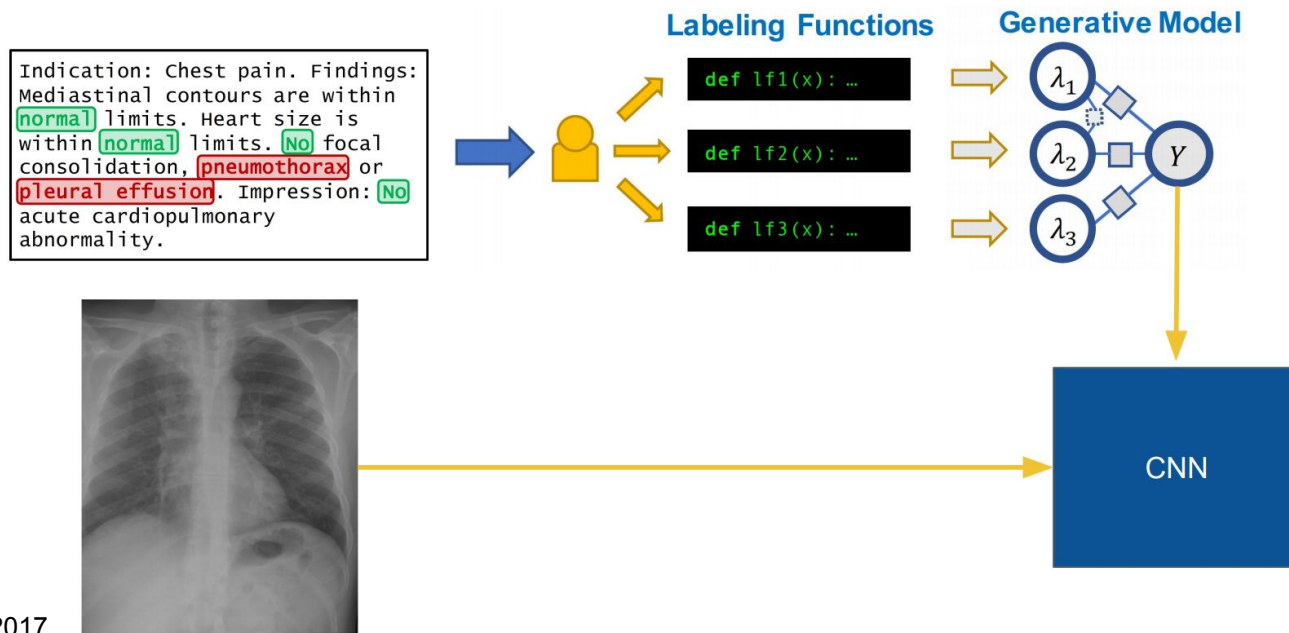 Labeling Functions
Generative Model
Indication: Chest pain. Findings:
Mediastinal contours are within
normal limits. Heart size is
within normal limits. No focal
consolidation, pneumothorax or
pleural effusion. Impression: No
acute cardiopulmonary
abnormality.
def lf1(x): …
def lf2(x): …
def lf3(x): …
λ₁
λ₂
λ₃
Y
CNN
2017